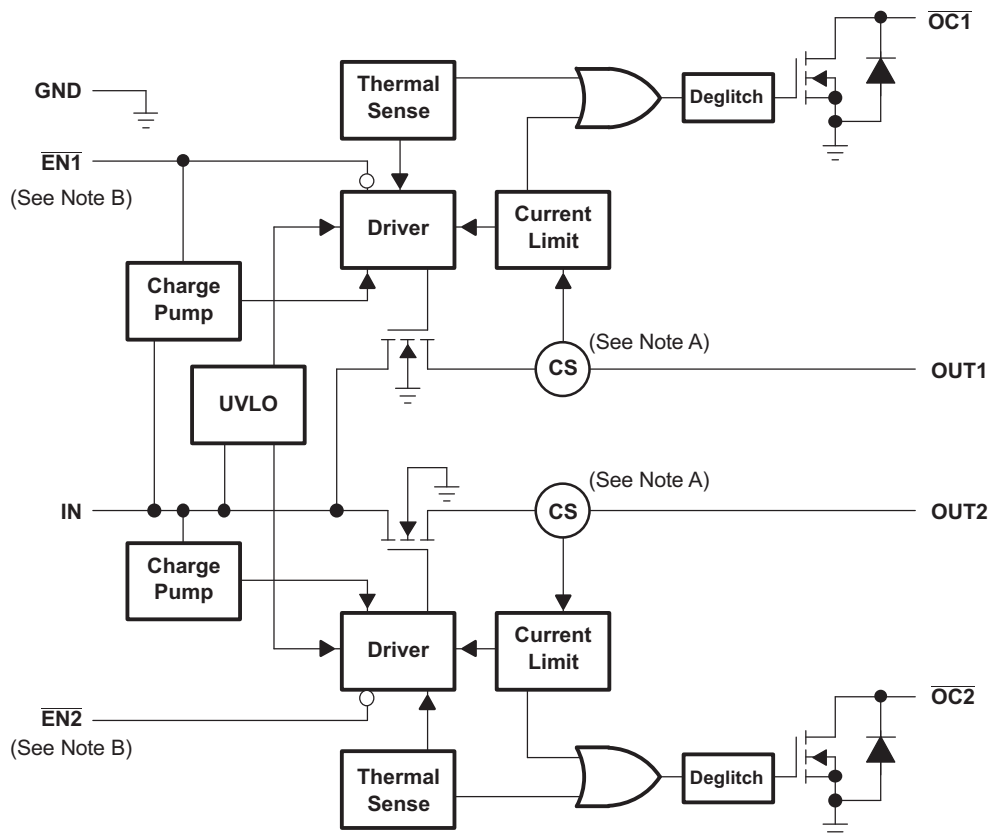 OC1
Thermal
Sense
Deglitch
GND
EN1
(See Note B)
Driver
Current
Limit
Charge
Pump
(See Note A)
CS
OUT1
UVLO
(See Note A)
IN
CS
OUT2
Charge
Pump
Driver
Current
Limit
OC2
EN2
(See Note B)
Thermal
Sense
Deglitch